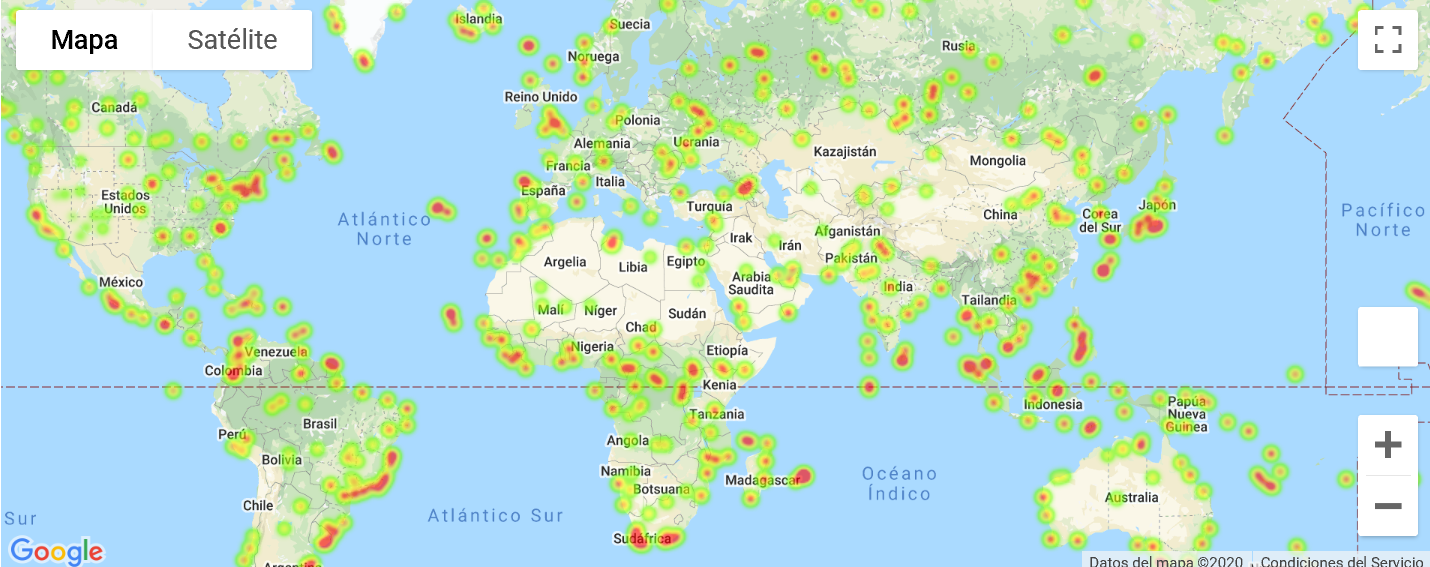 Mapa
Satélite
Islandia
Suecia
Rusia
Noruega
Reino Unido
Canadá
Polonia
Alemania
Ucrania
Kazajistán
Mongolia
Francia
Italia
España
Estados
Unidos
Turquía
China
Corea
del Sur
Japón
Atlántico
Norte
Pacífico
Norte
Afganistán
Irak
Irán
Argelia
Libia
Egipto
Pakistán
México
Arabia
Saudita
India
Tailandia
Malí
Níger
Sudán
Chad
Nigeria
Etiopía
Venezuela
Colombia
Kenia
Indonesia
Papúa
Nueva
Guinea
Tanzania
Brasil
Perú
Angola
Bolivia
Namibia
Madagascar
Botsuana
Océano
Índico
Australia
Chile
Sur
Atlántico Sur
Sudáfrica
Google
Argentina
Datos del mapa ©2020
Condiciones del Servicio